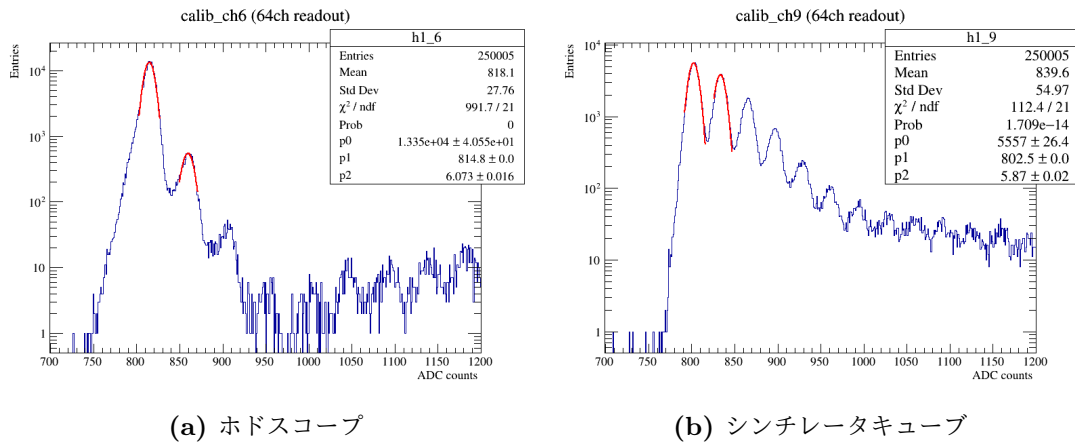 calib_ch6 (64ch readout)
h1_6
Entries 250005
Mean 818.1
Std Dev 27.76
χ² / ndf 991.7 / 21
Prob 0
p0 1.335e+04 ± 4.055e+01
p1 814.8 ± 0.0
p2 6.073 ± 0.016
Entries
10⁴
10³
10²
10
1
700 750 800 850 900 950 1000 1050 1100 1150 1200
ADC counts
(a) ホドスコープ
calib_ch9 (64ch readout)
h1_9
Entries 250005
Mean 839.6
Std Dev 54.97
χ² / ndf 112.4 / 21
Prob 1.709e−14
p0 5557 ± 26.4
p1 802.5 ± 0.0
p2 5.87 ± 0.02
Entries
10⁴
10³
10²
10
1
700 750 800 850 900 950 1000 1050 1100 1150 1200
ADC counts
(b) シンチレータキューブ